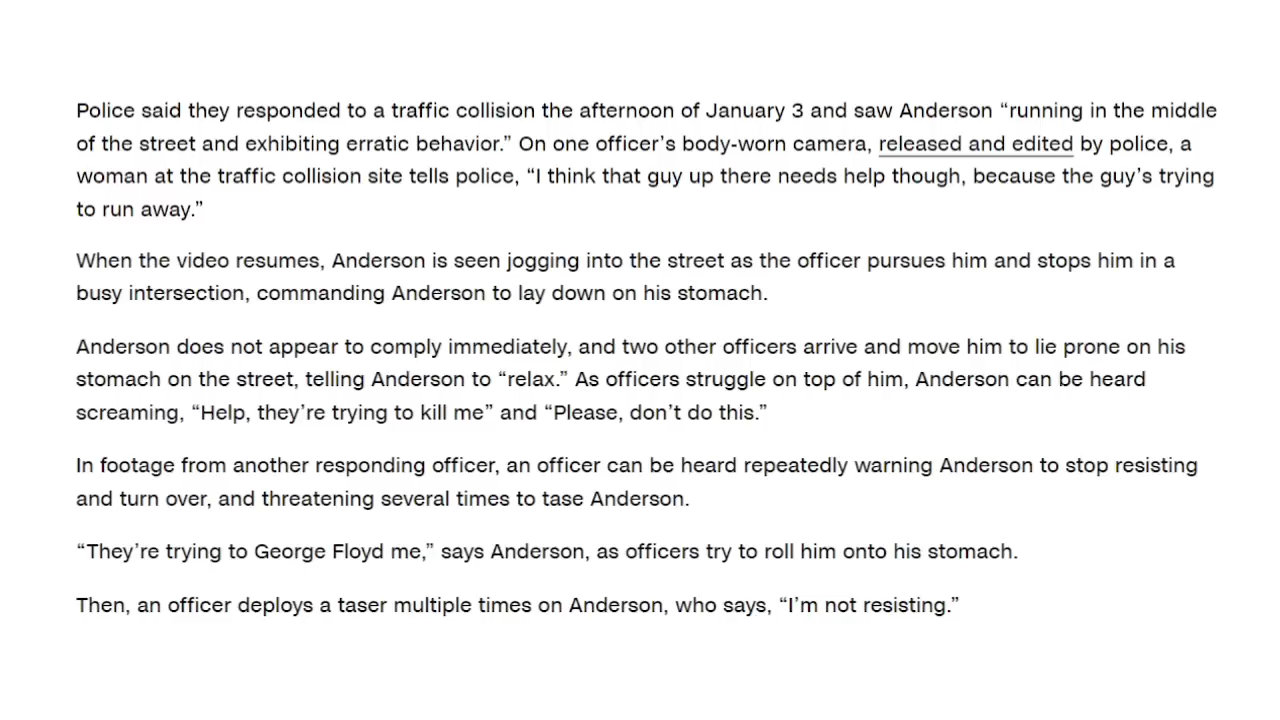 Police said they responded to a traffic collision the afternoon of January 3 and saw Anderson “running in the middle
of the street and exhibiting erratic behavior.” On one officer’s body-worn camera, released and edited by police, a
woman at the traffic collision site tells police, “I think that guy up there needs help though, because the guy’s trying
to run away.”
When the video resumes, Anderson is seen jogging into the street as the officer pursues him and stops him in a
busy intersection, commanding Anderson to lay down on his stomach.
Anderson does not appear to comply immediately, and two other officers arrive and move him to lie prone on his
stomach on the street, telling Anderson to “relax.” As officers struggle on top of him, Anderson can be heard
screaming, “Help, they’re trying to kill me” and “Please, don’t do this.”
In footage from another responding officer, an officer can be heard repeatedly warning Anderson to stop resisting
and turn over, and threatening several times to tase Anderson.
“They’re trying to George Floyd me,” says Anderson, as officers try to roll him onto his stomach.
Then, an officer deploys a taser multiple times on Anderson, who says, “I’m not resisting.”